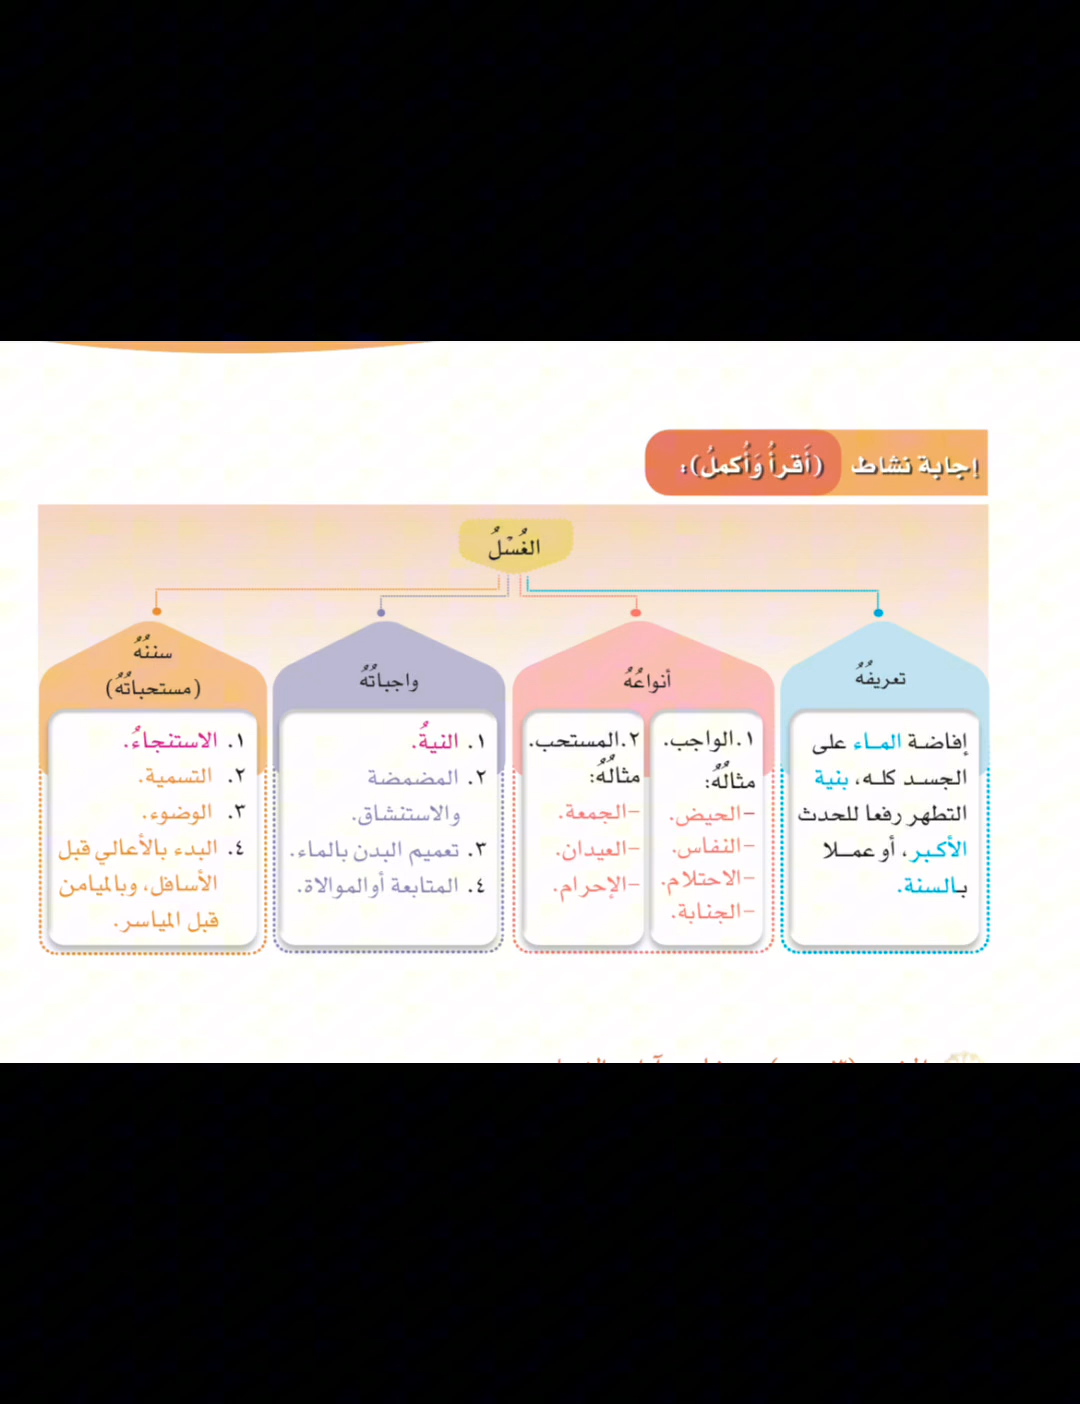 إجابة نشاط (أَقرأُ وَأُكملُ):
الغُسْلُ
تعريفُهُ
إفاضة الماء على
الجسد كله، بنية
التطهر رفعا للحدث
الأكبر، أو عملا
بالسنة.
أنواعُهُ
١.الواجب.
مثالُهُ:
-الحيض.
-النفاس.
-الاحتلام.
-الجنابة.
٢.المستحب.
مثالُهُ:
-الجمعة.
-العيدان.
-الإحرام.
واجباتُهُ
١. النيةُ.
٢. المضمضة
والاستنشاق.
٣. تعميم البدن بالماء.
٤. المتابعة أوالموالاة.
سننُهُ
(مستحباتُهُ)
١. الاستنجاءُ.
٢. التسمية.
٣. الوضوء.
٤. البدء بالأعالي قبل
الأسافل، وبالميامن
قبل المياسر.